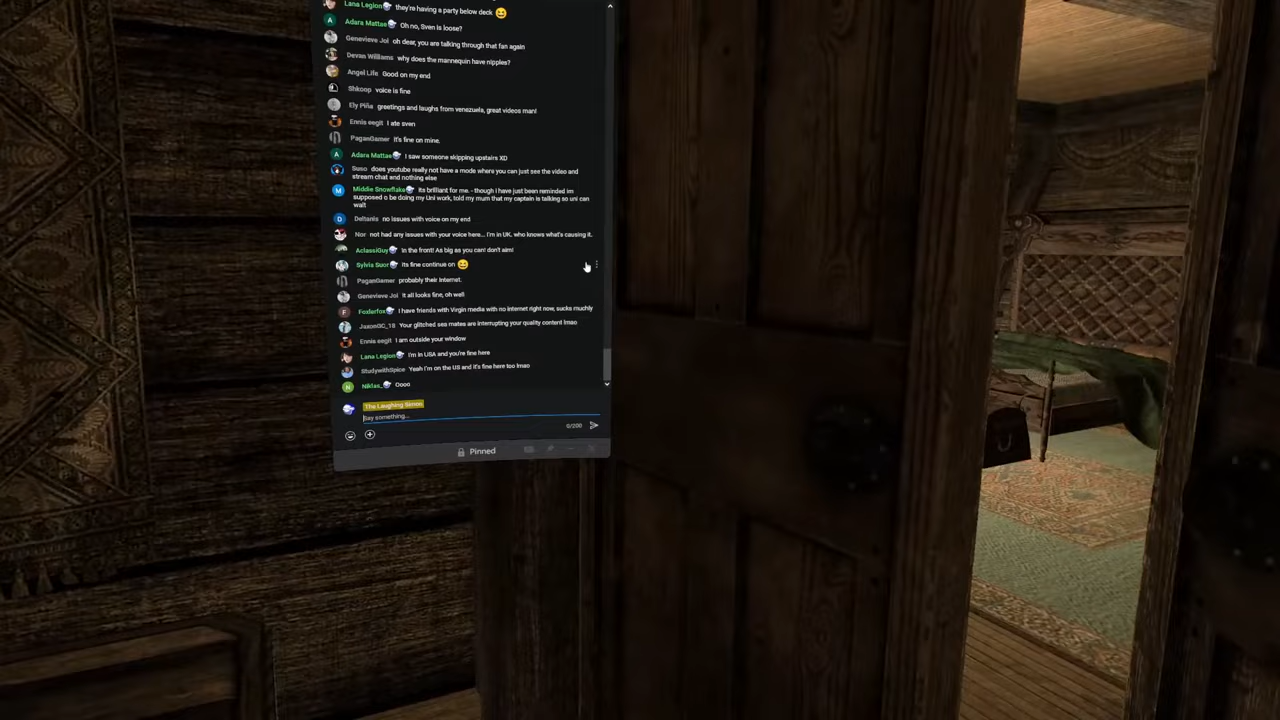 Lana Legion they're having a party below deck
Adara Mattae Oh no, Sven is loose?
Genevieve Jol oh dear, you are talking through that fan again
Devan Williams why does the mannequin have nipples?
Angel Life Good on my end
Shkoop voice is fine
Ely Piña greetings and laughs from venezuela, great videos man!
Ennis eegit I ate sven
PaganGamer it's fine on mine.
A Adara Mattae I saw someone skipping upstairs XD
Suso does youtube really not have a mode where you can just see the video and
stream chat and nothing else
M Middie Snowflake its brilliant for me. - though I have just been reminded im
supposed o be doing my Uni work, told my mum that my captain is talking so uni can
wait
D Deltanis no issues with voice on my end
Nor not had any issues with your voice here... I'm in UK. who knows what's causing it.
AclassiGuy In the front! As big as you can! don't aim!
Sylvia Suor Its fine continue on
PaganGamer probably their internet.
Genevieve Jol It all looks fine, oh well
F Foxlerfox I have friends with Virgin media with no internet right now, sucks muchly
JaxonGC_18 Your glitched sea mates are interrupting your quality content lmao
Ennis eegit I am outside your window
Lana Legion I'm in USA and you're fine here
StudywithSpice Yeah I'm on the US and it's fine here too lmao
N Niklas_ Oooo
The Laughing Simon
Say something...
0/200
Pinned